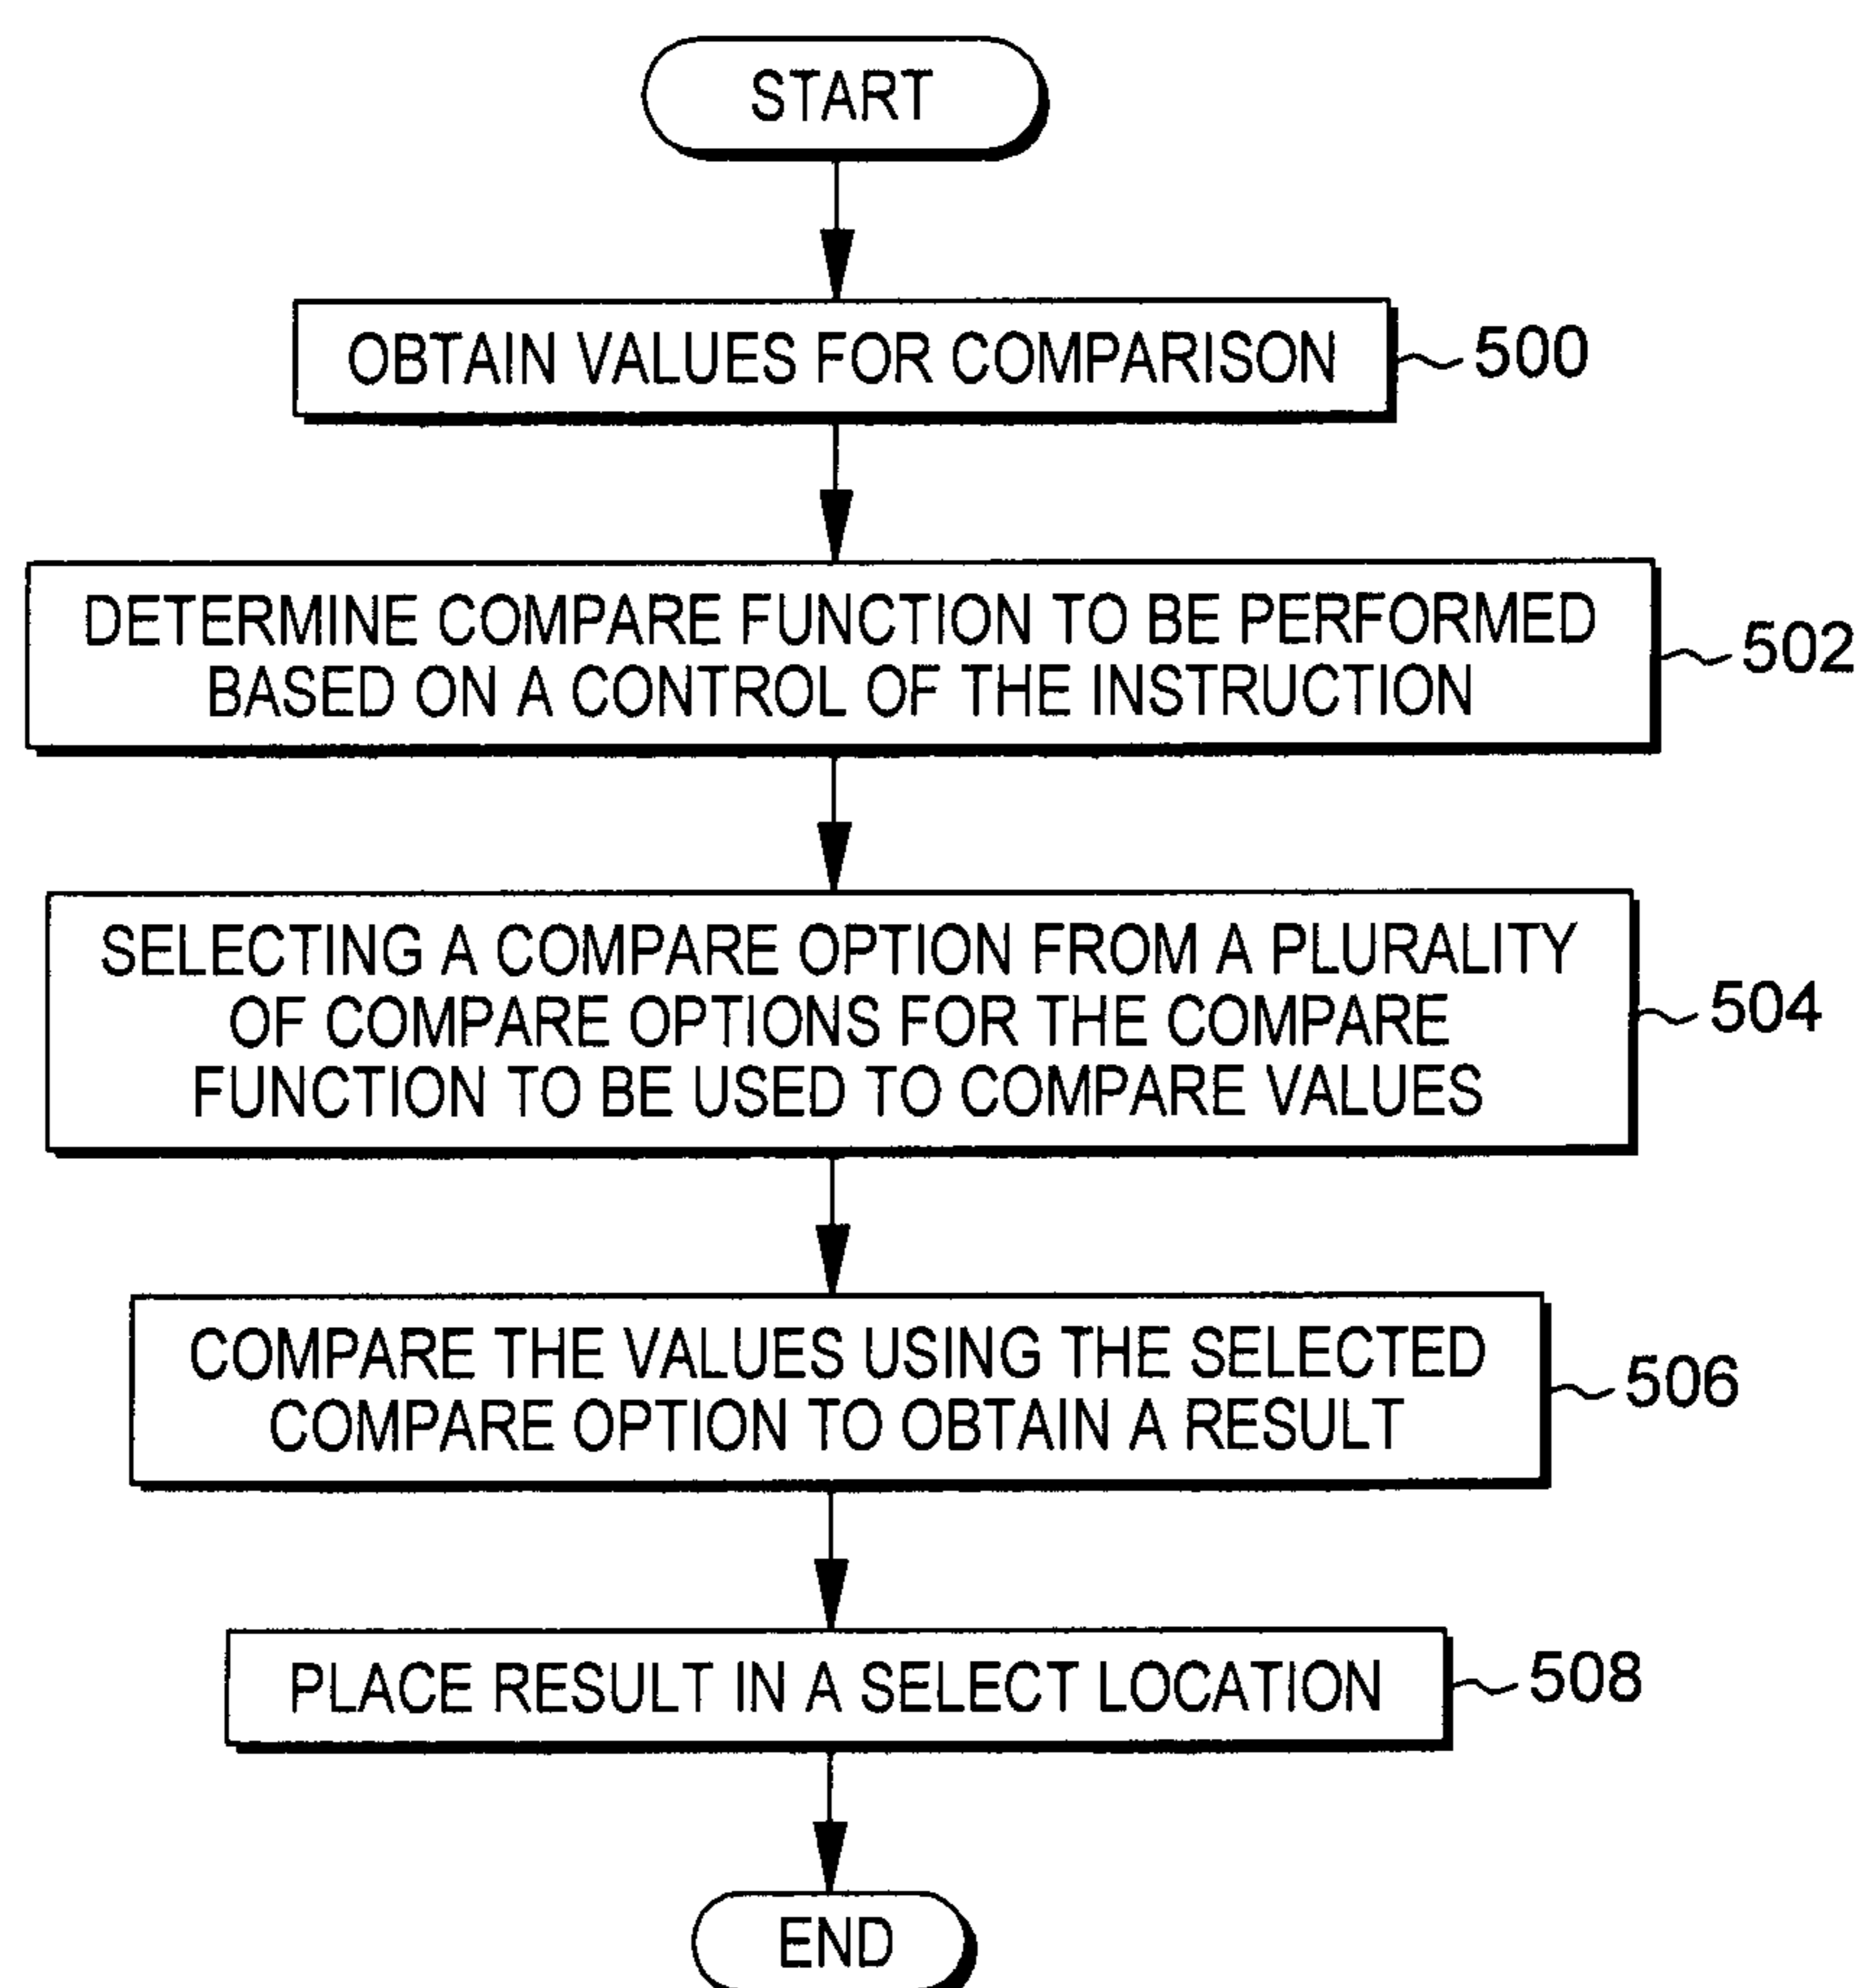 START
OBTAIN VALUES FOR COMPARISON
500
DETERMINE COMPARE FUNCTION TO BE PERFORMED
BASED ON A CONTROL OF THE INSTRUCTION
502
SELECTING A COMPARE OPTION FROM A PLURALITY
OF COMPARE OPTIONS FOR THE COMPARE
FUNCTION TO BE USED TO COMPARE VALUES
504
COMPARE THE VALUES USING THE SELECTED
COMPARE OPTION TO OBTAIN A RESULT
506
PLACE RESULT IN A SELECT LOCATION
508
END